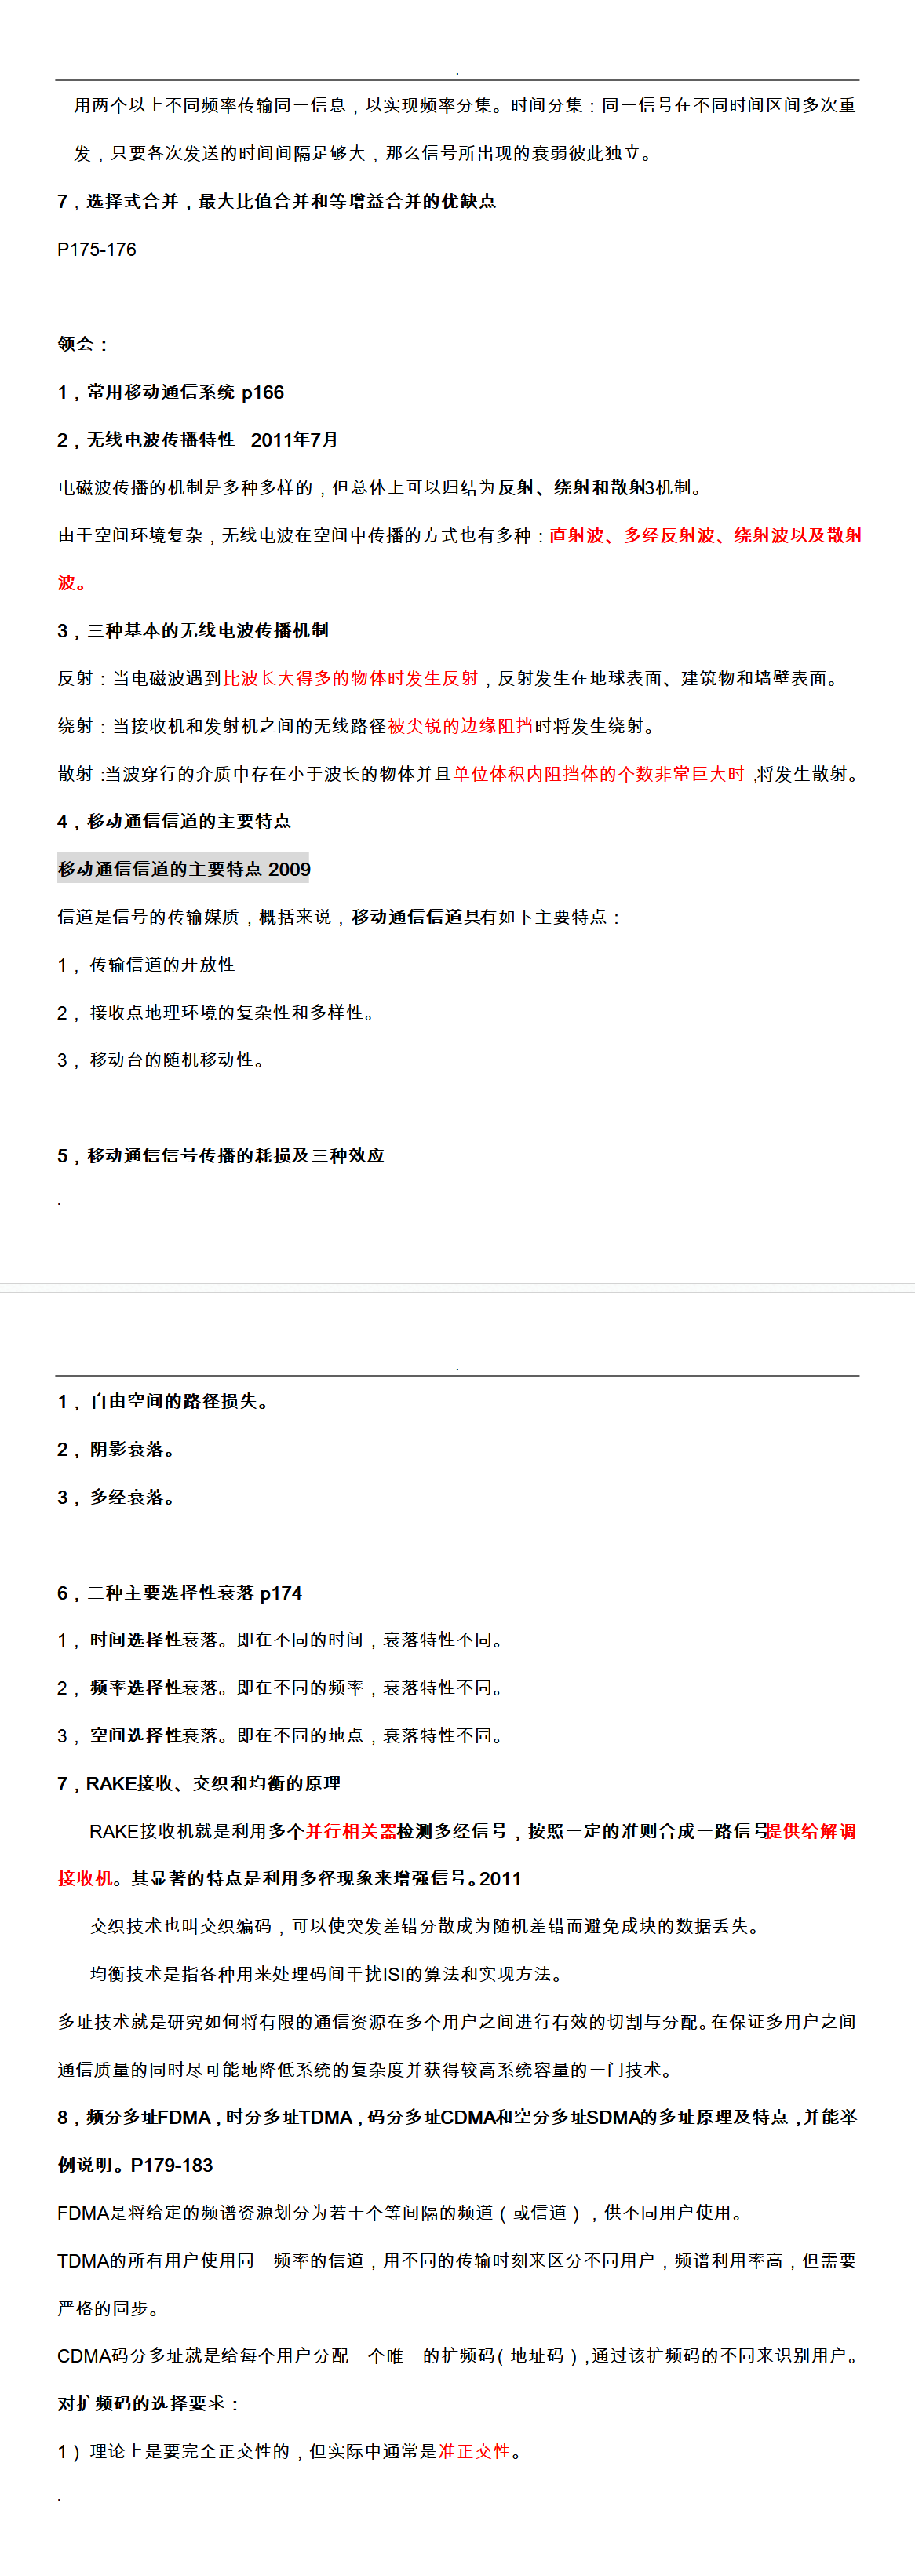 .
用两个以上不同频率传输同一信息，以实现频率分集。时间分集：同一信号在不同时间区间多次重
发，只要各次发送的时间间隔足够大，那么信号所出现的衰弱彼此独立。
7，选择式合并，最大比值合并和等增益合并的优缺点
P175-176
领会：
1，常用移动通信系统 p166
2，无线电波传播特性 2011年7月
电磁波传播的机制是多种多样的，但总体上可以归结为反射、绕射和散射3机制。
由于空间环境复杂，无线电波在空间中传播的方式也有多种：直射波、多经反射波、绕射波以及散射
波。
3，三种基本的无线电波传播机制
反射：当电磁波遇到比波长大得多的物体时发生反射，反射发生在地球表面、建筑物和墙壁表面。
绕射：当接收机和发射机之间的无线路径被尖锐的边缘阻挡时将发生绕射。
散射：当波穿行的介质中存在小于波长的物体并且单位体积内阻挡体的个数非常巨大时，将发生散射。
4，移动通信信道的主要特点
移动通信信道的主要特点 2009
信道是信号的传输媒质，概括来说，移动通信信道具有如下主要特点：
1， 传输信道的开放性
2， 接收点地理环境的复杂性和多样性。
3， 移动台的随机移动性。
5，移动通信信号传播的耗损及三种效应
.
.
1， 自由空间的路径损失。
2， 阴影衰落。
3， 多经衰落。
6，三种主要选择性衰落 p174
1， 时间选择性衰落。即在不同的时间，衰落特性不同。
2， 频率选择性衰落。即在不同的频率，衰落特性不同。
3， 空间选择性衰落。即在不同的地点，衰落特性不同。
7，RAKE接收、交织和均衡的原理
RAKE接收机就是利用多个并行相关器检测多经信号，按照一定的准则合成一路信号提供给解调
接收机。其显著的特点是利用多径现象来增强信号。2011
交织技术也叫交织编码，可以使突发差错分散成为随机差错而避免成块的数据丢失。
均衡技术是指各种用来处理码间干扰ISI的算法和实现方法。
多址技术就是研究如何将有限的通信资源在多个用户之间进行有效的切割与分配。在保证多用户之间
通信质量的同时尽可能地降低系统的复杂度并获得较高系统容量的一门技术。
8，频分多址FDMA，时分多址TDMA，码分多址CDMA和空分多址SDMA的多址原理及特点，并能举
例说明。P179-183
FDMA是将给定的频谱资源划分为若干个等间隔的频道（或信道），供不同用户使用。
TDMA的所有用户使用同一频率的信道，用不同的传输时刻来区分不同用户，频谱利用率高，但需要
严格的同步。
CDMA码分多址就是给每个用户分配一个唯一的扩频码（地址码），通过该扩频码的不同来识别用户。
对扩频码的选择要求：
1） 理论上是要完全正交性的，但实际中通常是准正交性。
.